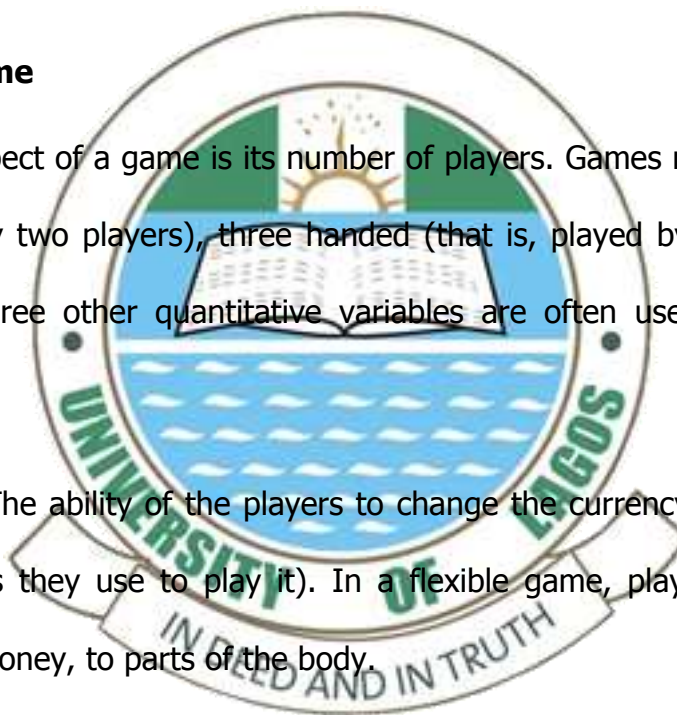 me
pect of a game is its number of players. Games r
y two players), three handed (that is, played by
ree other quantitative variables are often use
The ability of the players to change the currency
s they use to play it). In a flexible game, play
oney, to parts of the body.
UNIVERSITY OF LAGOS
IN DEED AND IN TRUTH